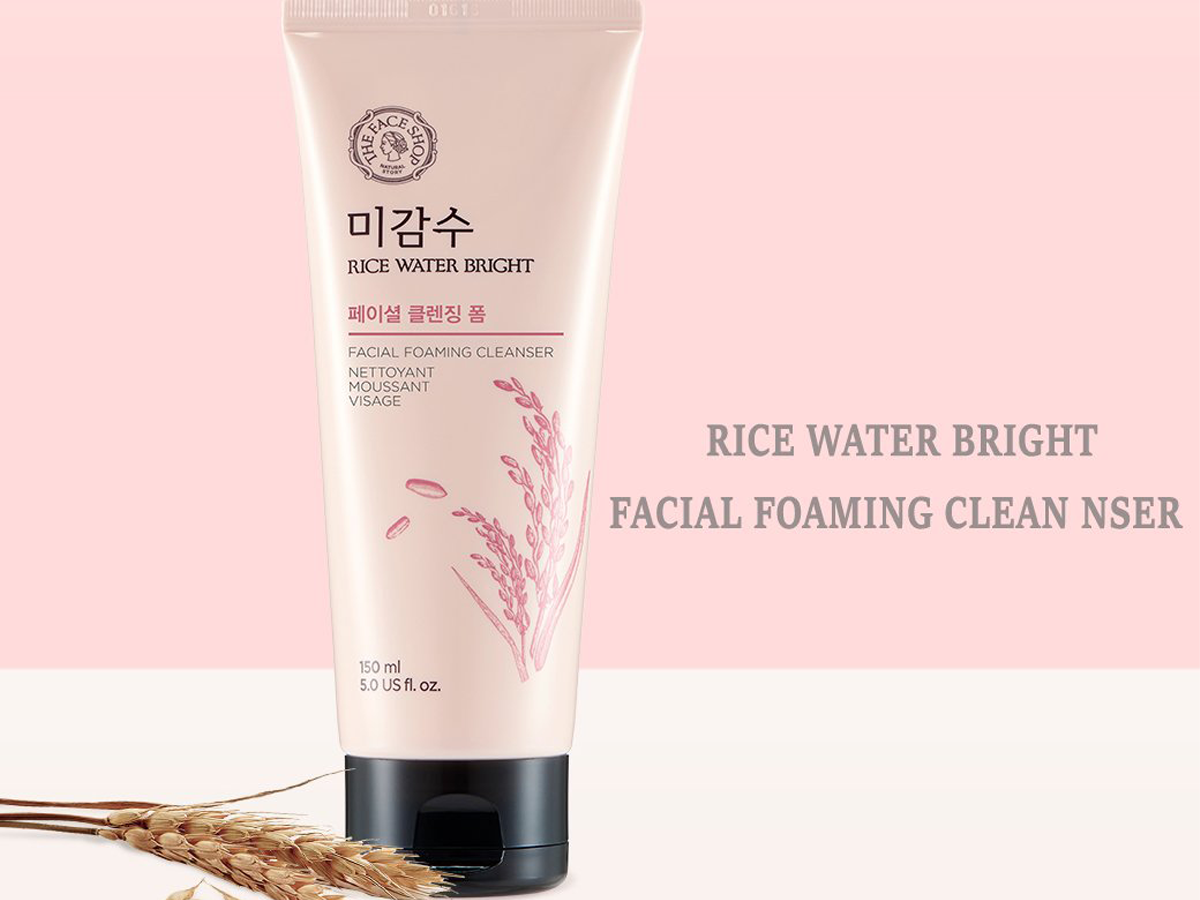 01915
THE FACE SHOP
NATURAL
STORY
미감수
RICE WATER BRIGHT
페이셜 클렌징 폼
FACIAL FOAMING CLEANSER
NETTOYANT
MOUSSANT
VISAGE
150 ml
5.0 US fl. oz.
RICE WATER BRIGHT
FACIAL FOAMING CLEAN NSER